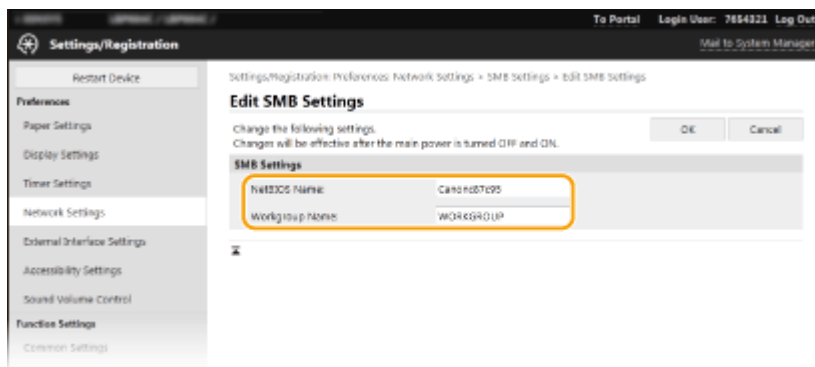 To Portal Login User: 7654321 Log Out
Settings/Registration
Mail to System Manager
Restart Device
Settings/Registration: Preferences: Network Settings > SMB Settings > Edit SMB Settings
Preferences
Edit SMB Settings
Paper Settings
Change the following settings.
OK Cancel
Changes will be effective after the main power is turned OFF and ON.
Display Settings
SMB Settings
Timer Settings
NetBIOS Name:
Network Settings
Workgroup Name: WORKGROUP
External Interface Settings
Accessibility Settings
Sound Volume Control
Function Settings
Common Settings